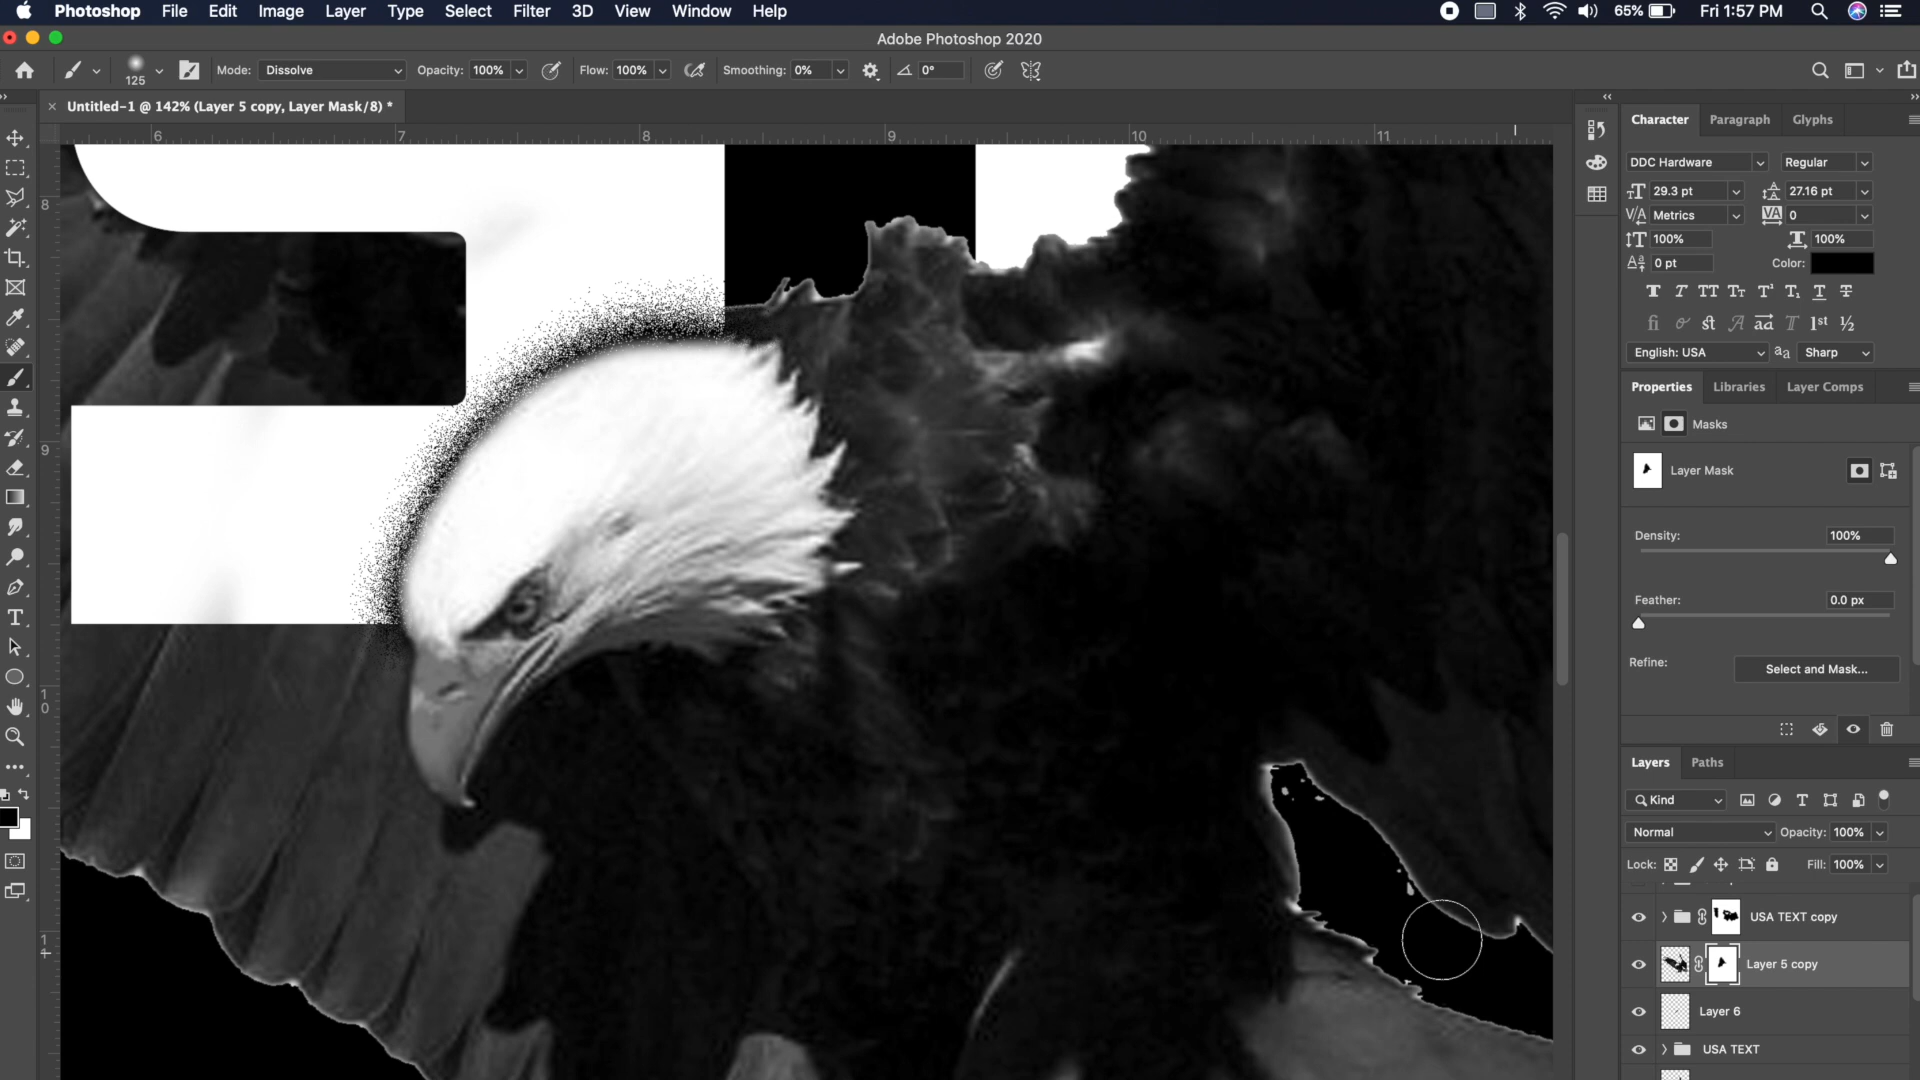 Photoshop File Edit Image Layer Type Select Filter 3D View Window Help 65% Fri 1:57 PM
Adobe Photoshop 2020
125 Mode: Dissolve Opacity: 100% Flow: 100% Smoothing: 0% 0°
Untitled-1 @ 142% (Layer 5 copy, Layer Mask/8) *
6 7 8 9 10 11
8
9
10
11
Character Paragraph Glyphs
DDC Hardware Regular
29.3 pt 27.16 pt
Metrics 0
100% 100%
0 pt Color:
English: USA Sharp
Properties Libraries Layer Comps
Masks
Layer Mask
Density: 100%
Feather: 0.0 px
Refine: Select and Mask...
Layers Paths
Kind
Normal Opacity: 100%
Lock: Fill: 100%
USA TEXT copy
Layer 5 copy
Layer 6
USA TEXT